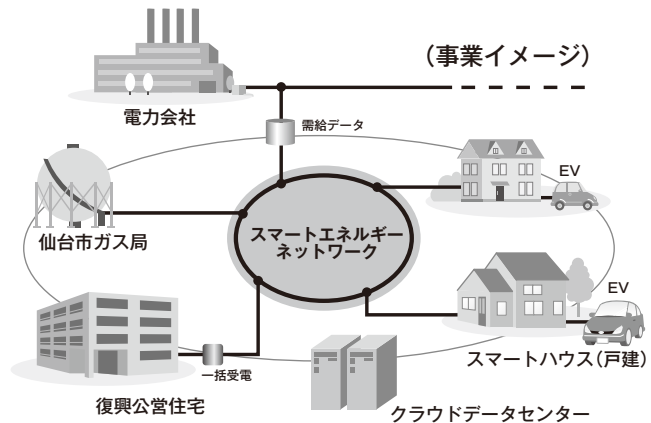 （事業イメージ）
電力会社
需給データ
EV
仙台市ガス局
スマートエネルギー
ネットワーク
EV
スマートハウス（戸建）
一括受電
復興公営住宅
クラウドデータセンター